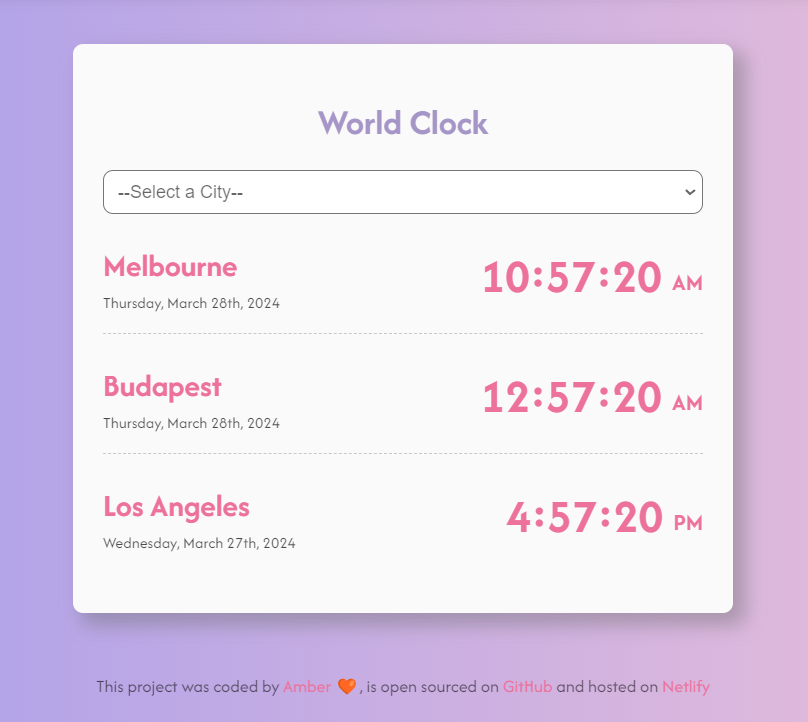 World Clock
--Select a City--
Melbourne
10:57:20 AM
Thursday, March 28th, 2024
Budapest
12:57:20 AM
Thursday, March 28th, 2024
Los Angeles
4:57:20 PM
Wednesday, March 27th, 2024
This project was coded by Amber 🧡, is open sourced on GitHub and hosted on Netlify